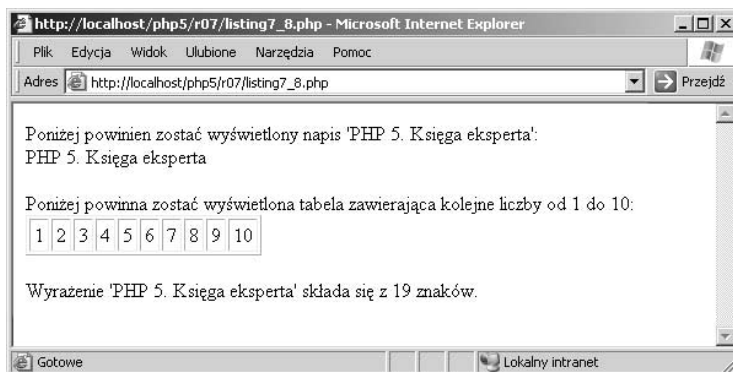 http://localhost/php5/r07/listing7_8.php - Microsoft Internet Explorer
Plik Edycja Widok Ulubione Narzędzia Pomoc
Adres http://localhost/php5/r07/listing7_8.php Przejdź
Poniżej powinien zostać wyświetlony napis 'PHP 5. Księga eksperta':
PHP 5. Księga eksperta
Poniżej powinna zostać wyświetlona tabela zawierająca kolejne liczby od 1 do 10:
1 2 3 4 5 6 7 8 9 10
Wyrażenie 'PHP 5. Księga eksperta' składa się z 19 znaków.
Gotowe Lokalny intranet